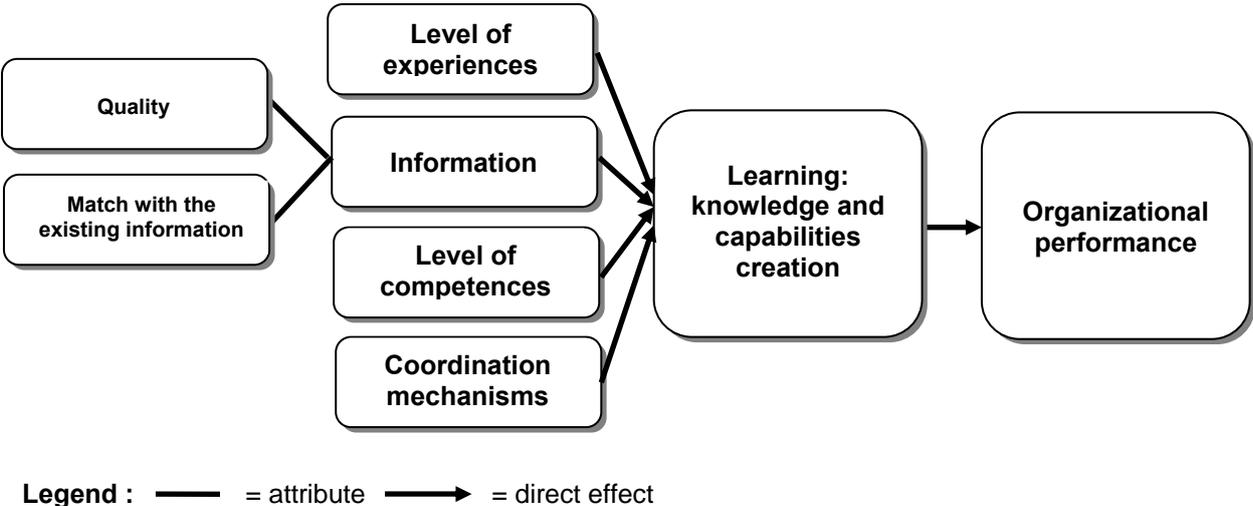 Level of
experiences
Quality
Information
Match with the
existing information
Level of
competences
Coordination
mechanisms
Learning:
knowledge and
capabilities
creation
Organizational
performance
Legend : = attribute = direct effect